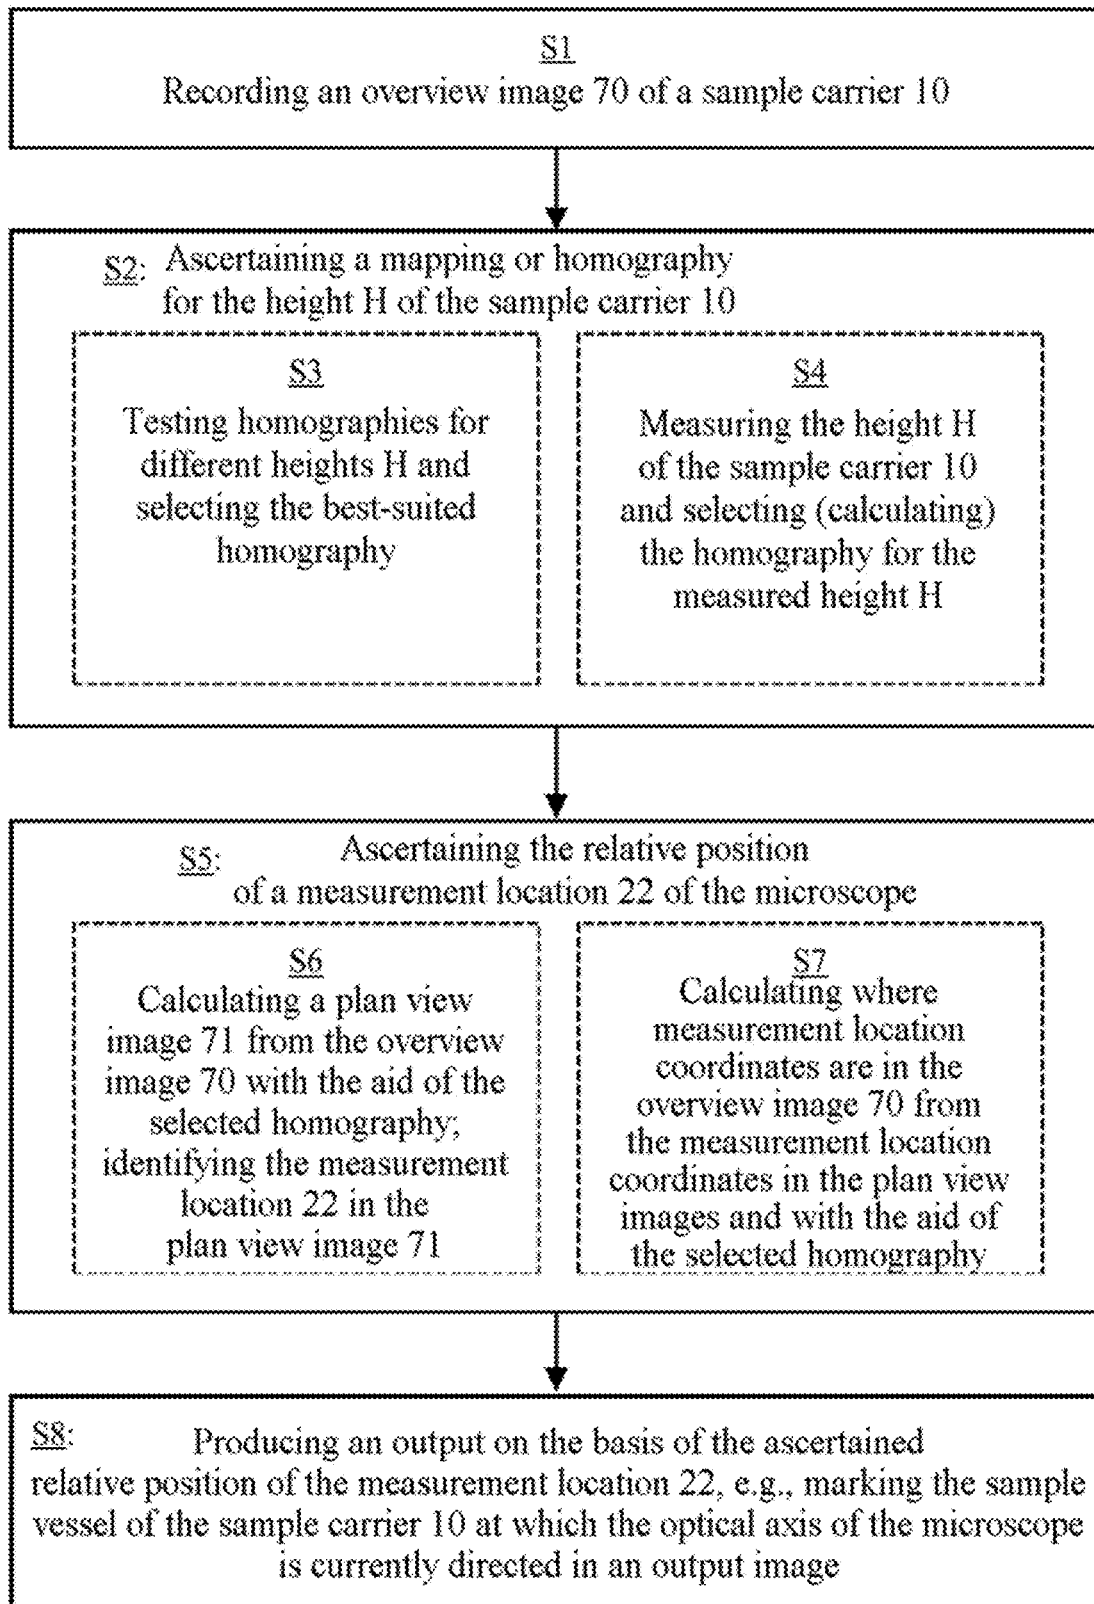 S1
Recording an overview image 70 of a sample carrier 10
S2: Ascertaining a mapping or homography
for the height H of the sample carrier 10
S3
Testing homographies for
different heights H and
selecting the best-suited
homography
S4
Measuring the height H
of the sample carrier 10
and selecting (calculating)
the homography for the
measured height H
S5: Ascertaining the relative position
of a measurement location 22 of the microscope
S6
Calculating a plan view
image 71 from the overview
image 70 with the aid of the
selected homography;
identifying the measurement
location 22 in the
plan view image 71
S7
Calculating where
measurement location
coordinates are in the
overview image 70 from
the measurement location
coordinates in the plan view
images and with the aid of
the selected homography
S8: Producing an output on the basis of the ascertained
relative position of the measurement location 22, e.g., marking the sample
vessel of the sample carrier 10 at which the optical axis of the microscope
is currently directed in an output image